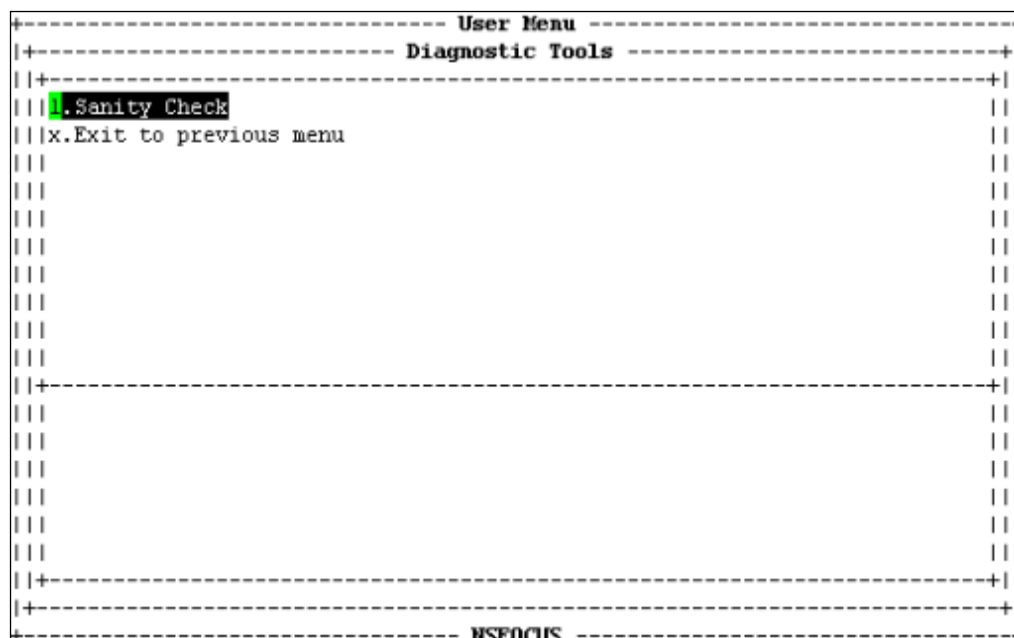 User Menu
Diagnostic Tools
1.Sanity Check
x.Exit to previous menu
NSFOCUS